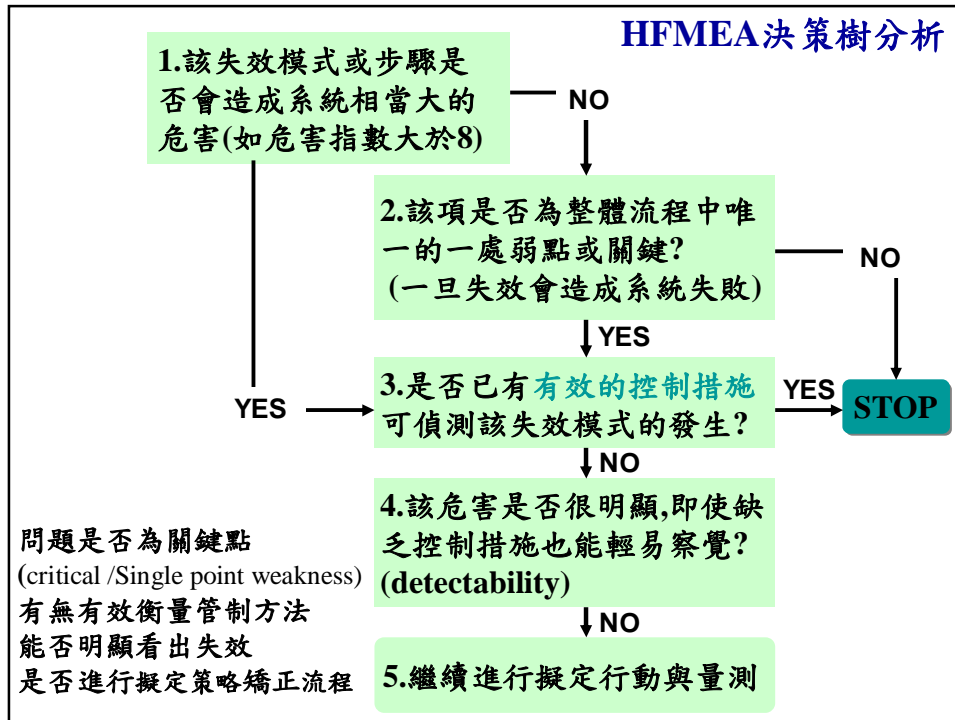 HFMEA決策樹分析
1.該失效模式或步驟是
否會造成系統相當大的
危害(如危害指數大於8)
NO
2.該項是否為整體流程中唯
一的一處弱點或關鍵?
(一旦失效會造成系統失敗)
NO
YES
3.是否已有有效的控制措施
可偵測該失效模式的發生?
YES
YES
STOP
NO
4.該危害是否很明顯,即使缺
乏控制措施也能輕易察覺?
(detectability)
NO
5.繼續進行擬定行動與量測
問題是否為關鍵點
(critical /Single point weakness)
有無有效衡量管制方法
能否明顯看出失效
是否進行擬定策略矯正流程